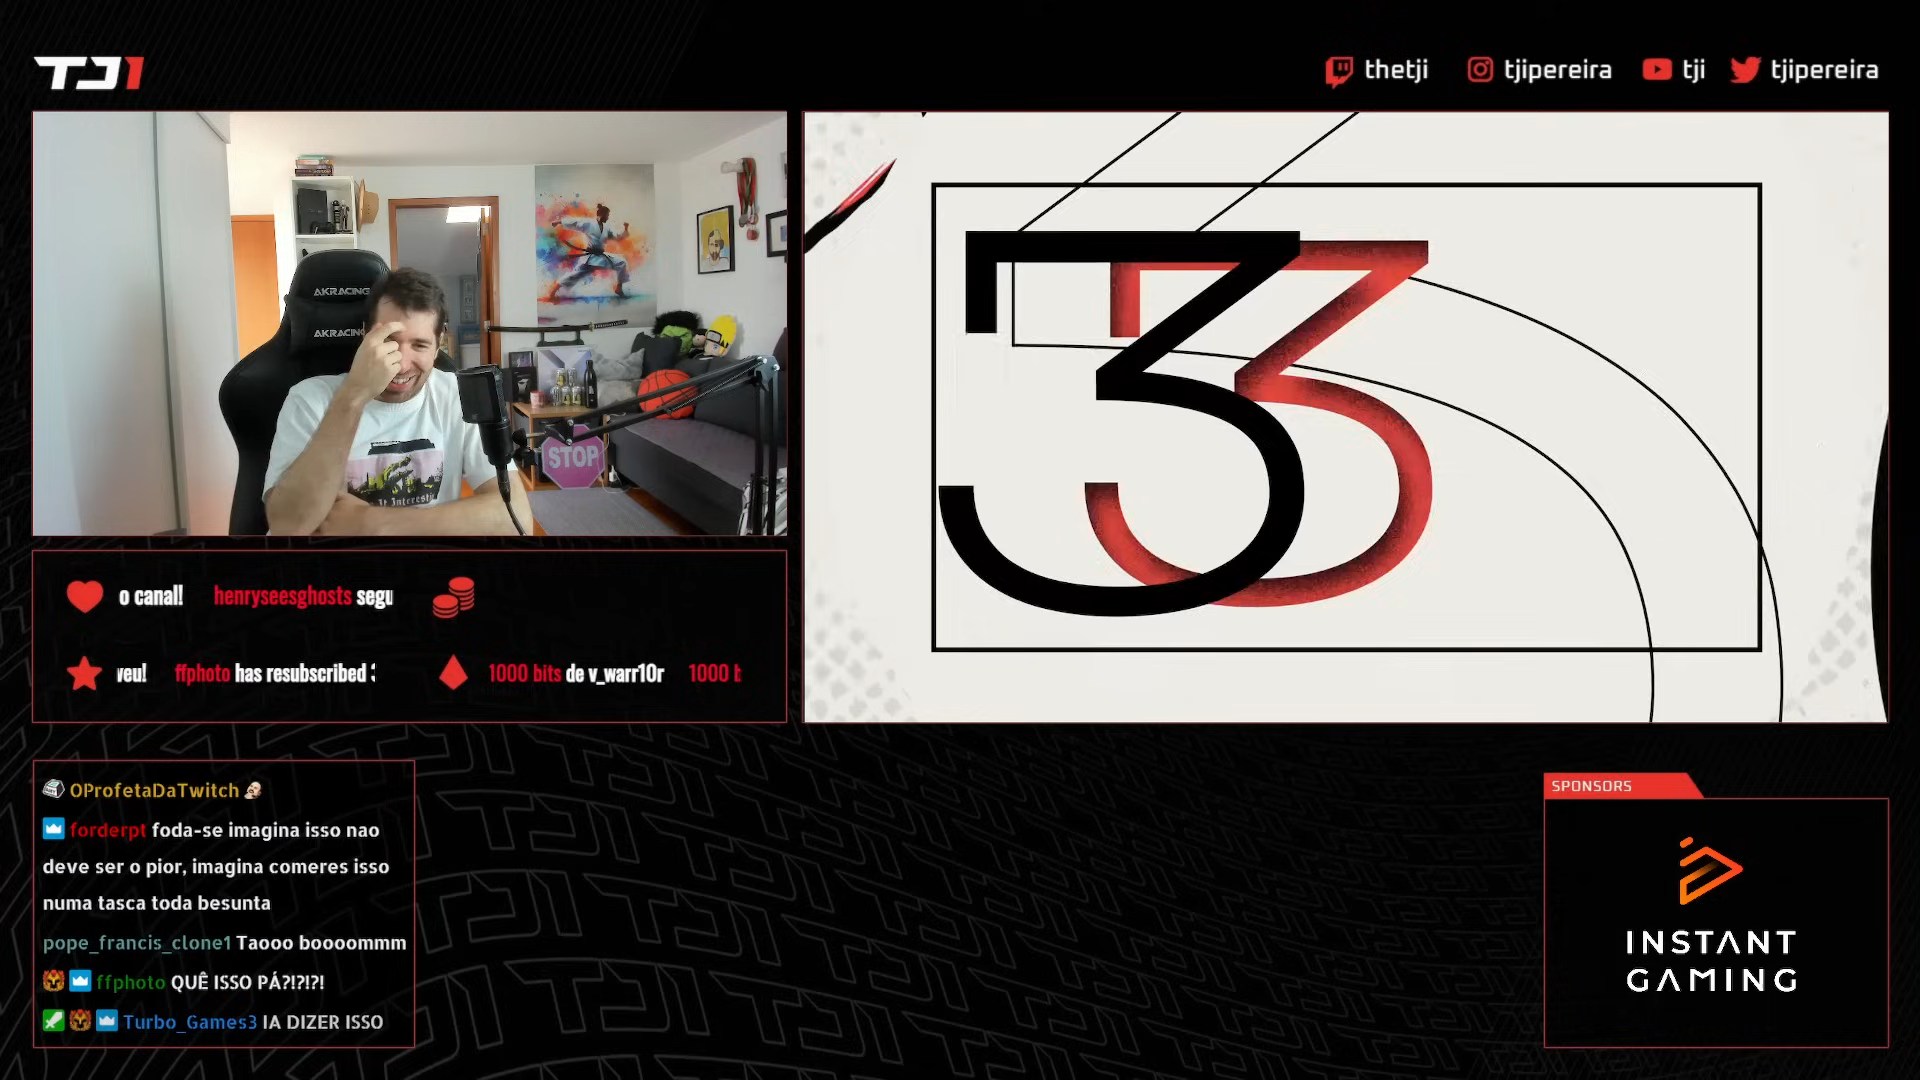 TJ1
thetji
tjipereira
tji
tjipereira
AKRACING
AKRACING
STOP
33
o canal! henryseesghosts segu
veu! ffphoto has resubscribed
1000 bits de v_warr10r 1000 b
OProfetaDaTwitch
forderpt foda-se imagina isso nao
deve ser o pior, imagina comeres isso
numa tasca toda besunta
pope_francis_clone1 Taooo boooommm
ffphoto QUÊ ISSO PÁ?!?!?!
Turbo_Games3 IA DIZER ISSO
SPONSORS
INSTANT
GAMING